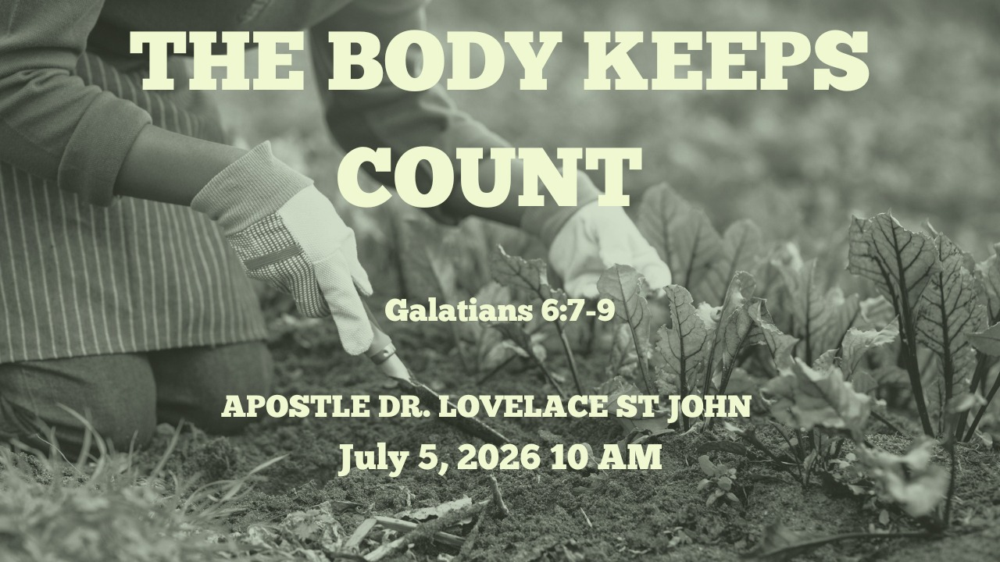 THE BODY KEEPS
COUNT
Galatians 6:7-9
APOSTLE DR. LOVELACE ST JOHN
July 5, 2026 10 AM